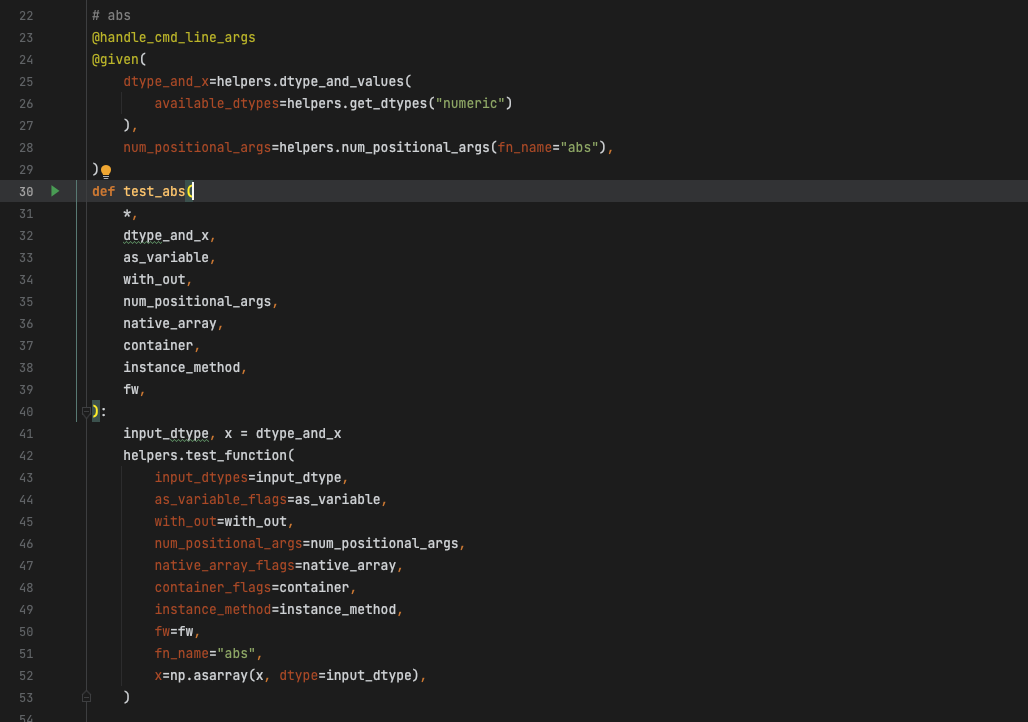 22 # abs
23 @handle_cmd_line_args
24 @given(
25     dtype_and_x=helpers.dtype_and_values(
26         available_dtypes=helpers.get_dtypes("numeric")
27     ),
28     num_positional_args=helpers.num_positional_args(fn_name="abs"),
29 )
30 def test_abs(
31     *,
32     dtype_and_x,
33     as_variable,
34     with_out,
35     num_positional_args,
36     native_array,
37     container,
38     instance_method,
39     fw,
40 ):
41     input_dtype, x = dtype_and_x
42     helpers.test_function(
43         input_dtypes=input_dtype,
44         as_variable_flags=as_variable,
45         with_out=with_out,
46         num_positional_args=num_positional_args,
47         native_array_flags=native_array,
48         container_flags=container,
49         instance_method=instance_method,
50         fw=fw,
51         fn_name="abs",
52         x=np.asarray(x, dtype=input_dtype),
53     )
54